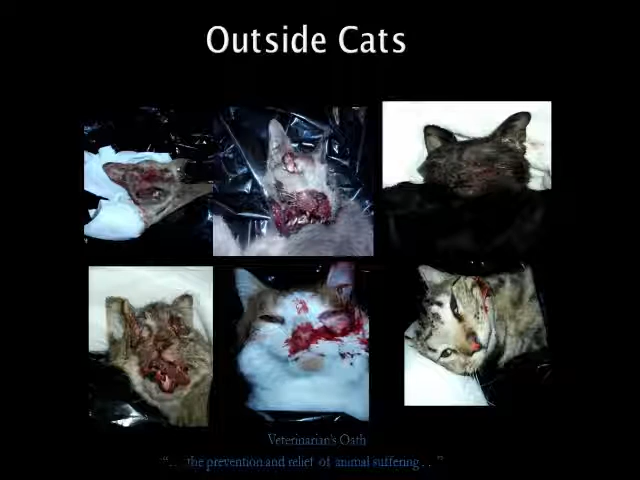 Outside Cats
Veterinarian's Oath
“. . . the prevention and relief of animal suffering . . .”